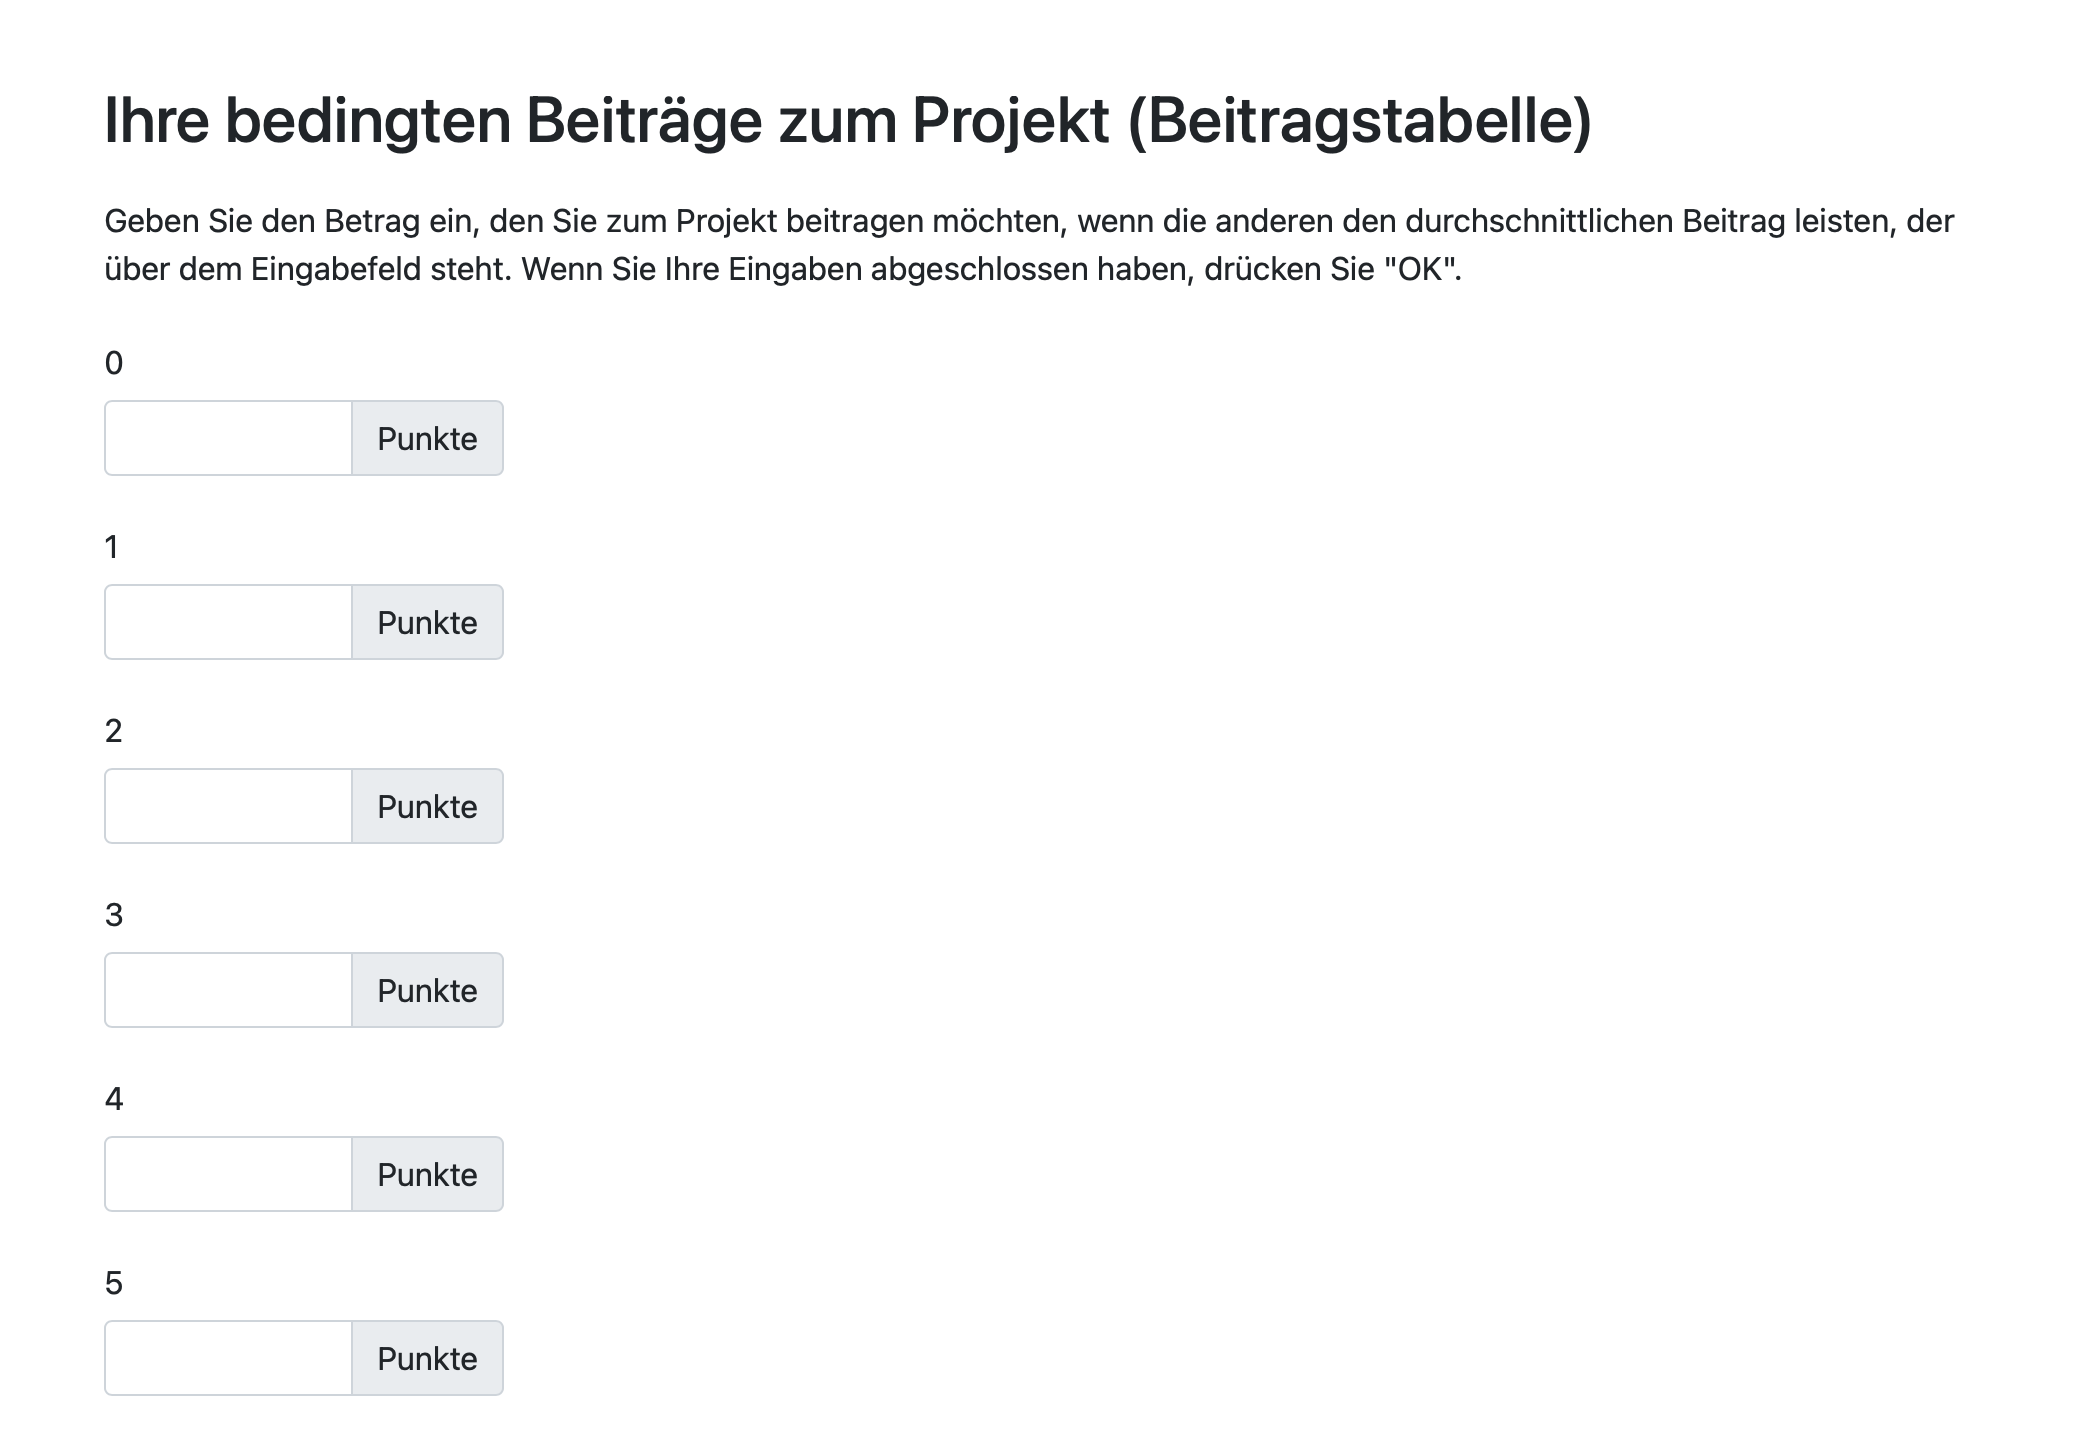 Ihre bedingten Beiträge zum Projekt (Beitragstabelle)
Geben Sie den Betrag ein, den Sie zum Projekt beitragen möchten, wenn die anderen den durchschnittlichen Beitrag leisten, der
über dem Eingabefeld steht. Wenn Sie Ihre Eingaben abgeschlossen haben, drücken Sie "OK".
0
Punkte
1
Punkte
2
Punkte
3
Punkte
4
Punkte
5
Punkte